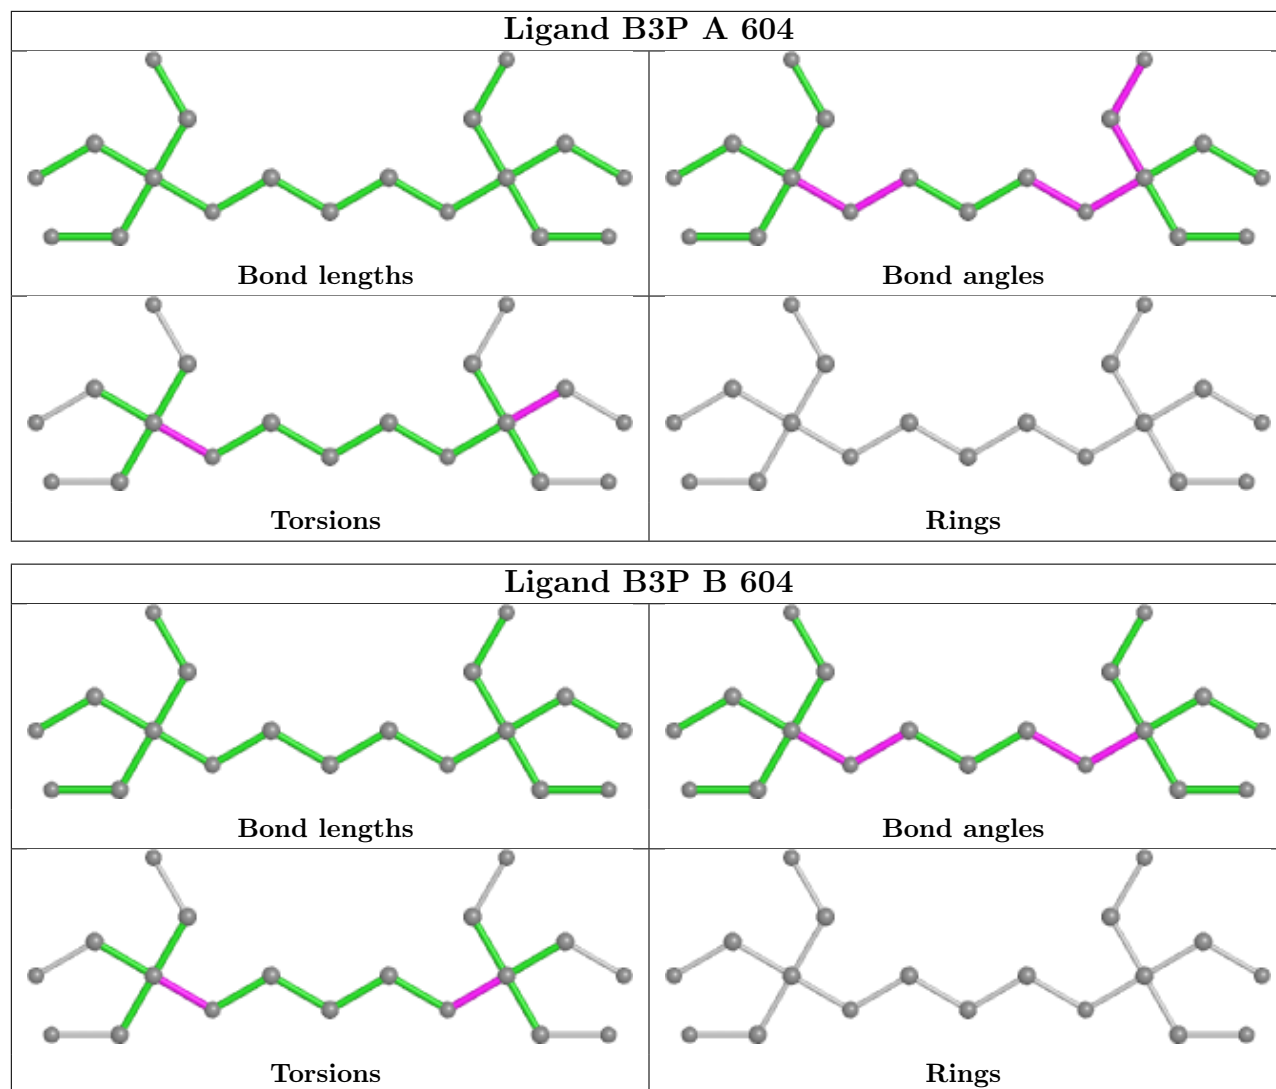 Ligand B3P A 604
Bond lengths
Bond angles
Torsions
Rings
Ligand B3P B 604
Bond lengths
Bond angles
Torsions
Rings